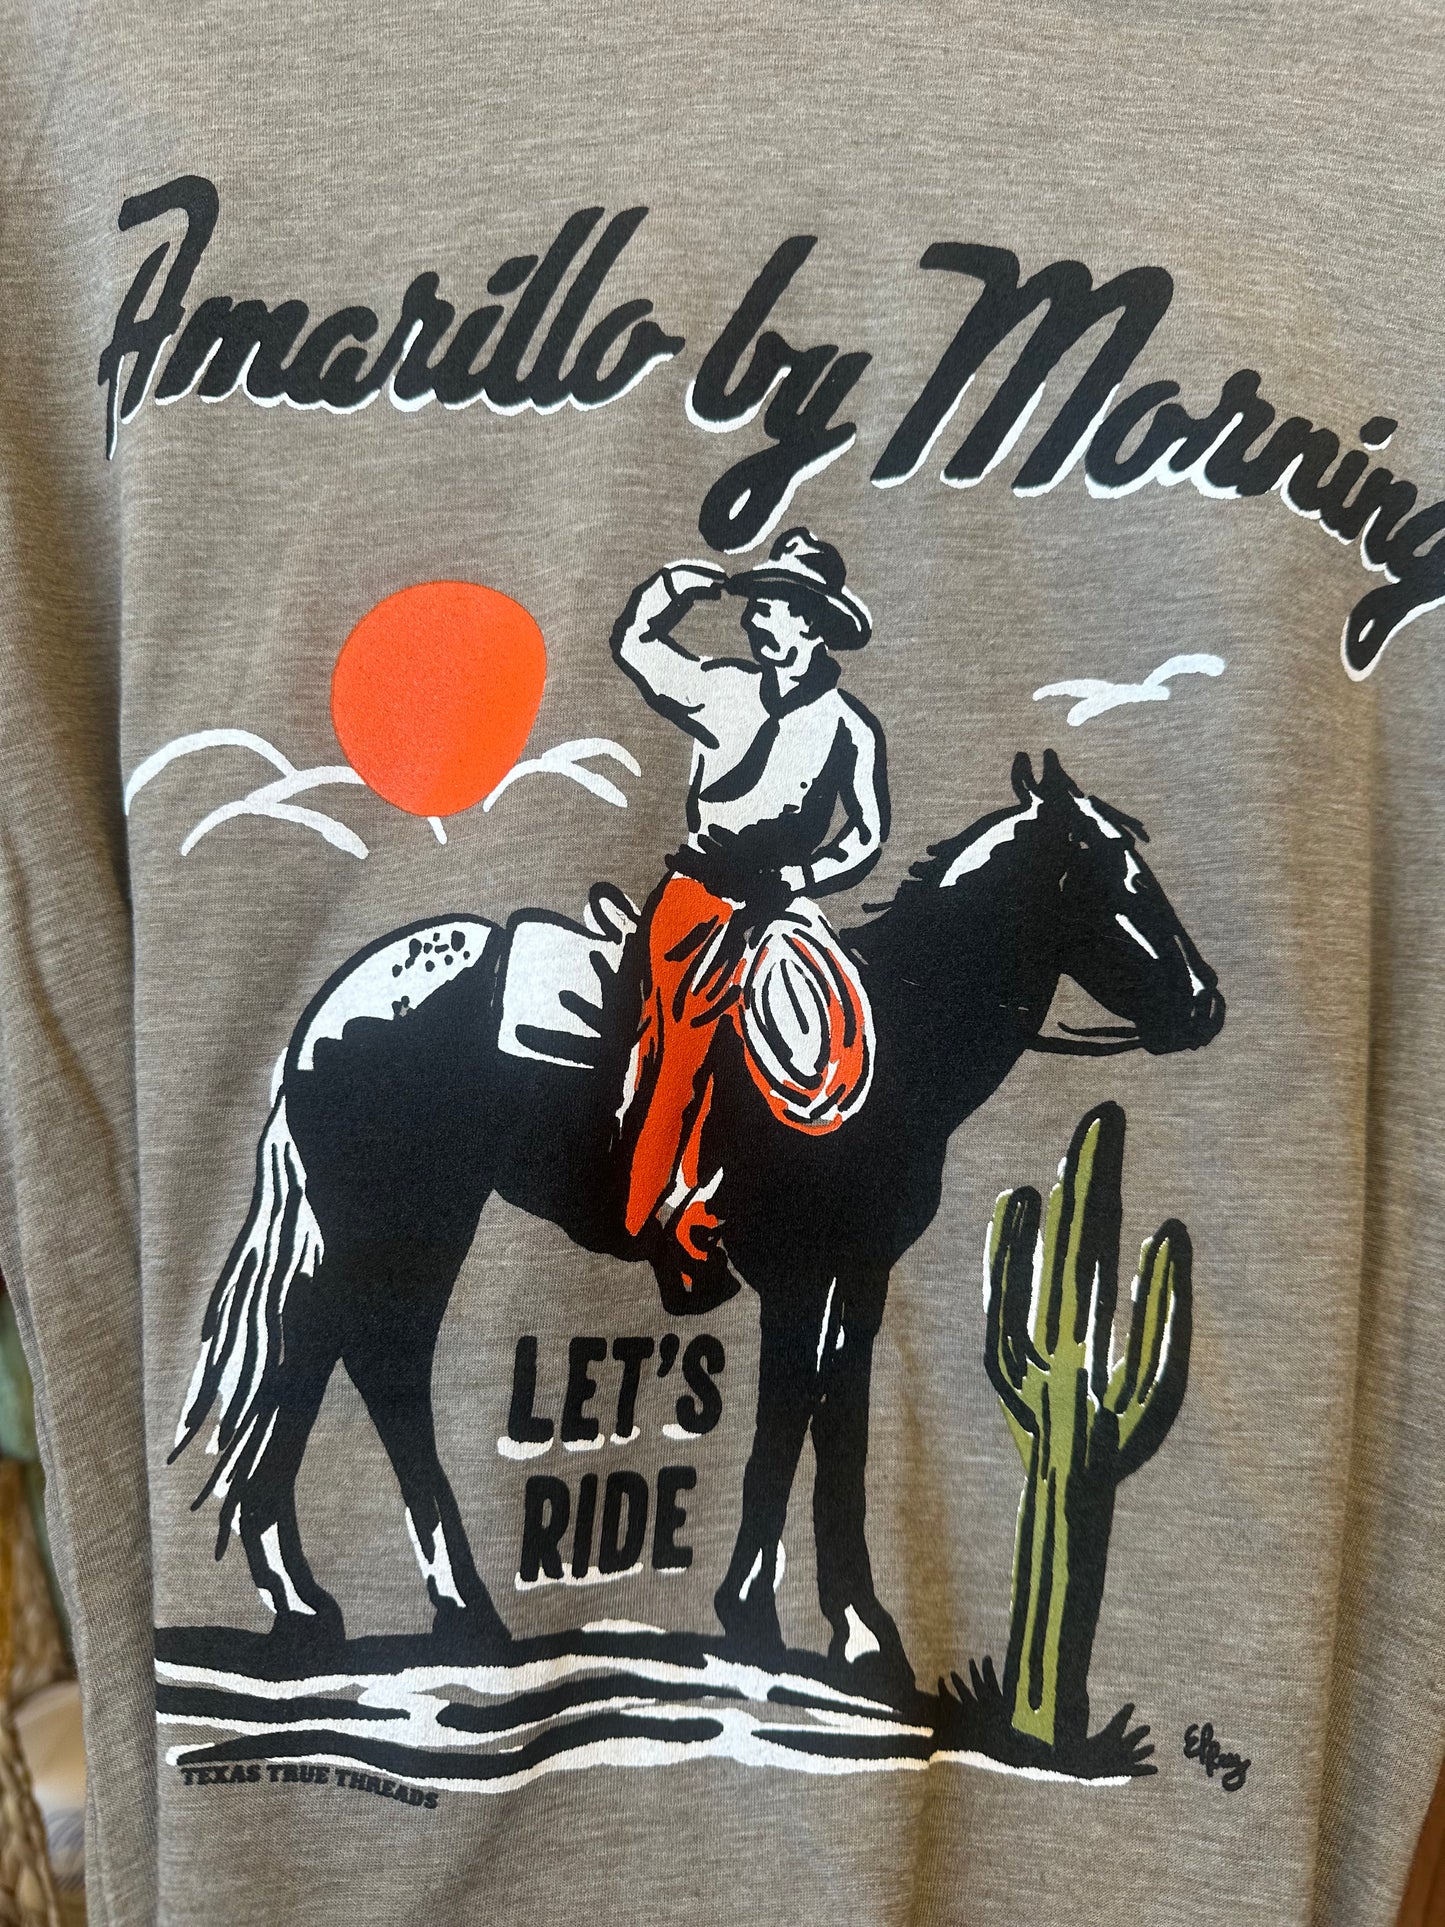 Amarillo by Morning
LET'S
RIDE
TEXAS TRUE THREADS